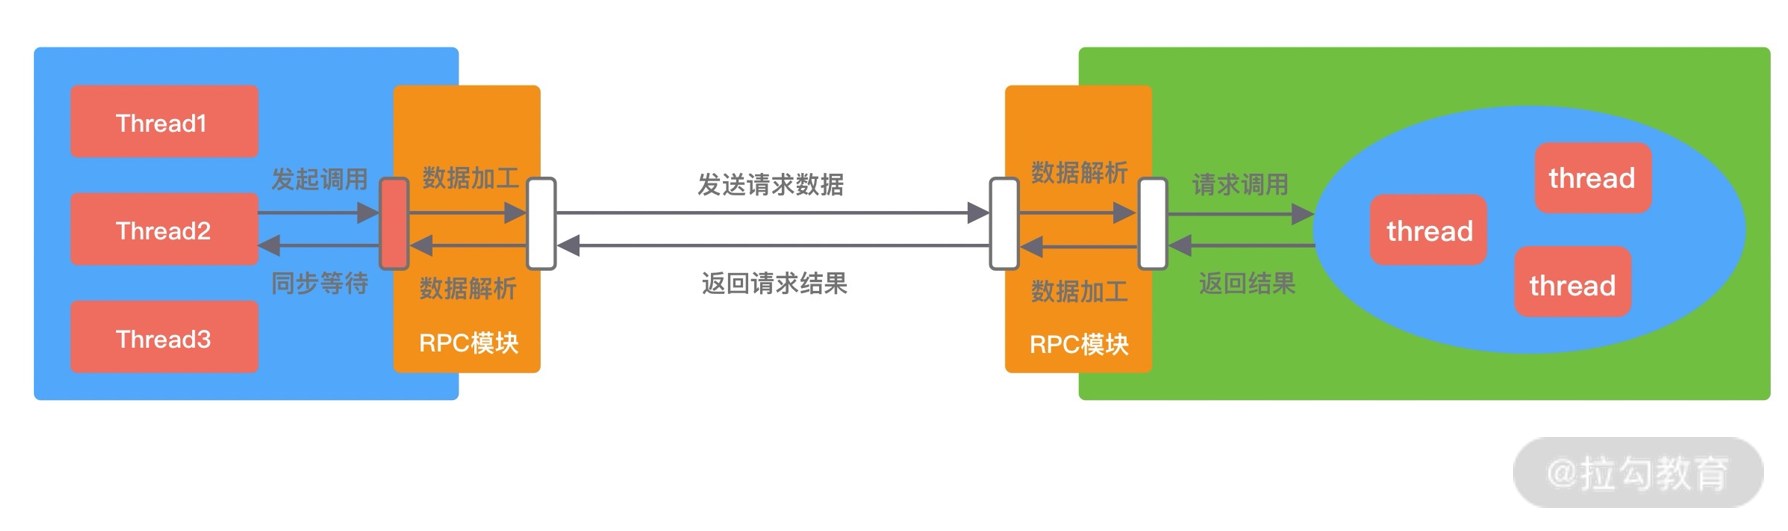 Thread1
发起调用
Thread2
同步等待
Thread3
数据加工
数据解析
RPC模块
发送请求数据
返回请求结果
数据解析
数据加工
RPC模块
请求调用
返回结果
thread
thread
thread
@拉勾教育